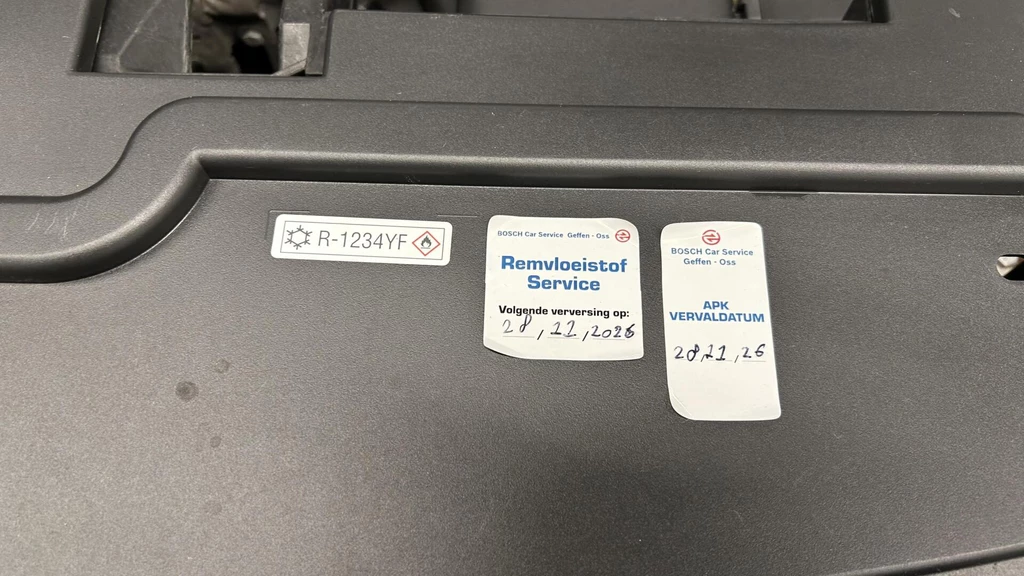 R-1234YF
BOSCH Car Service Geffen - Oss
Remvloeistof
Service
Volgende verversing op:
28, 11, 2026
BOSCH Car Service
Geffen - Oss
APK
VERVALDATUM
28, 11, 26